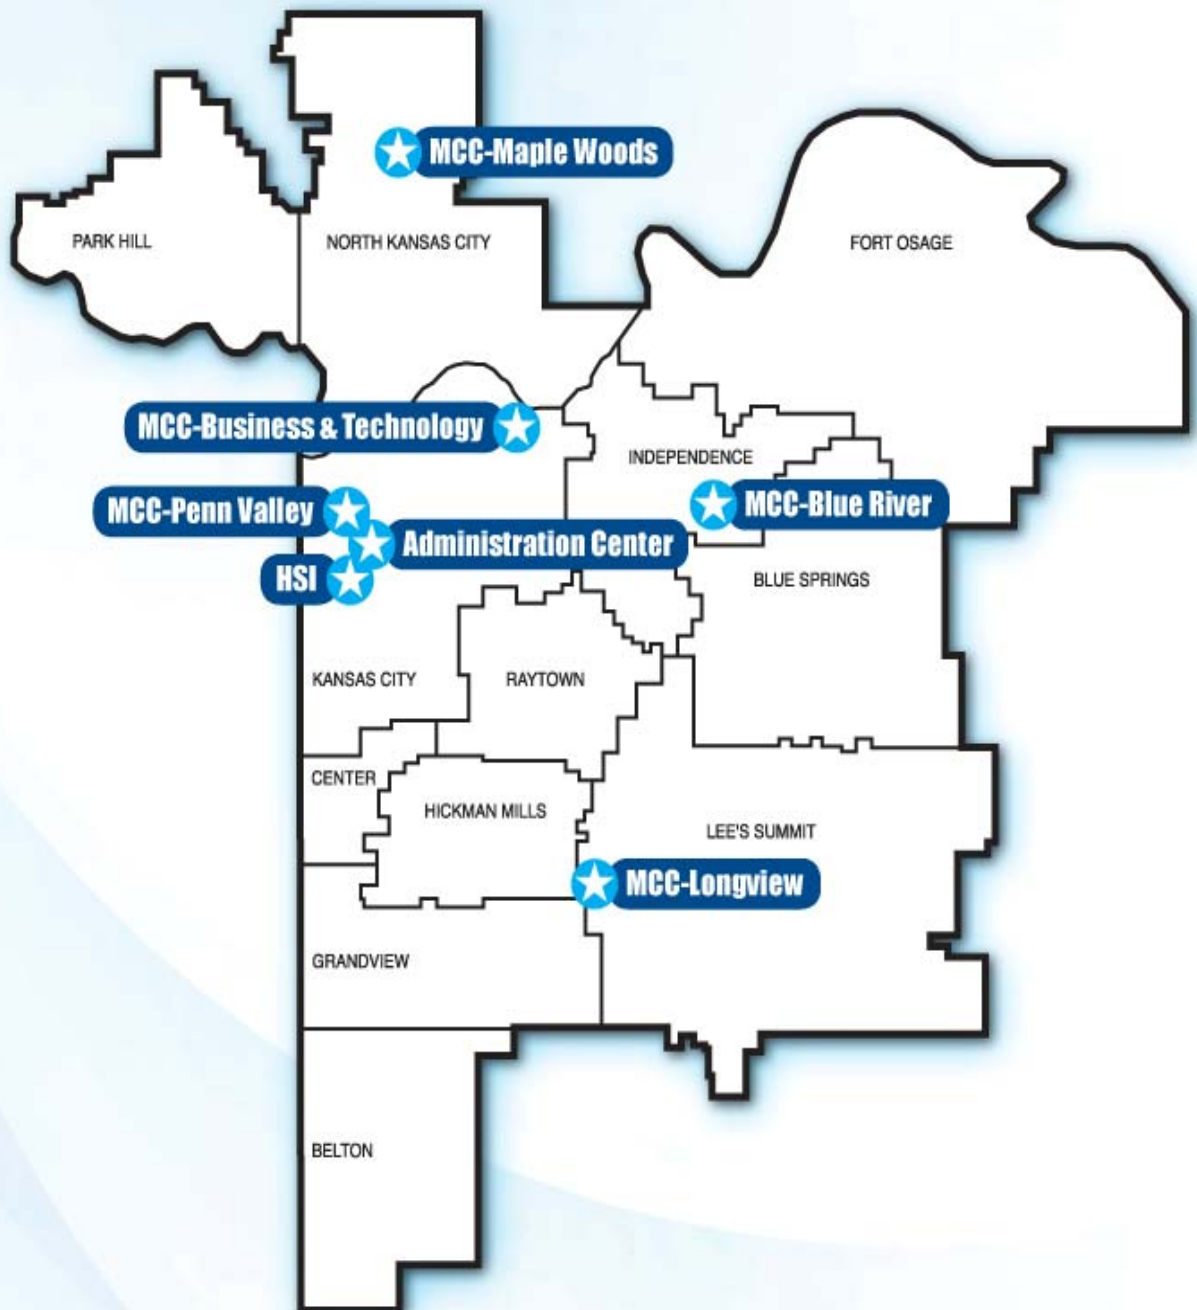 MCC-Maple Woods
PARK HILL
NORTH KANSAS CITY
FORT OSAGE
MCC-Business & Technology
INDEPENDENCE
MCC-Penn Valley
MCC-Blue River
Administration Center
HSI
BLUE SPRINGS
KANSAS CITY
RAYTOWN
CENTER
HICKMAN MILLS
LEE'S SUMMIT
MCC-Longview
GRANDVIEW
BELTON